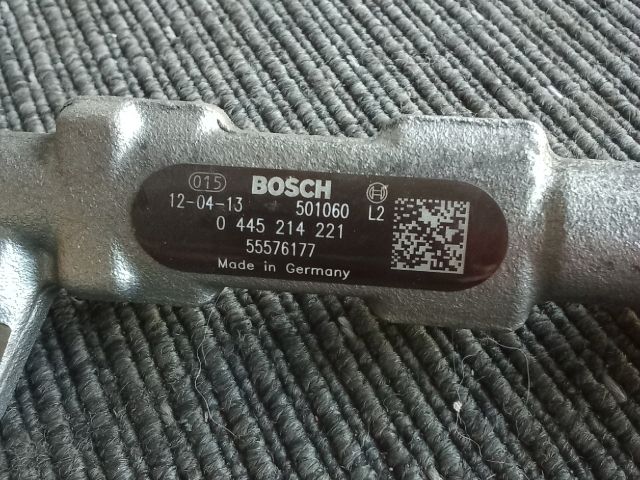 015 BOSCH
12-04-13 501060 L2
0 445 214 221
55576177
Made in Germany